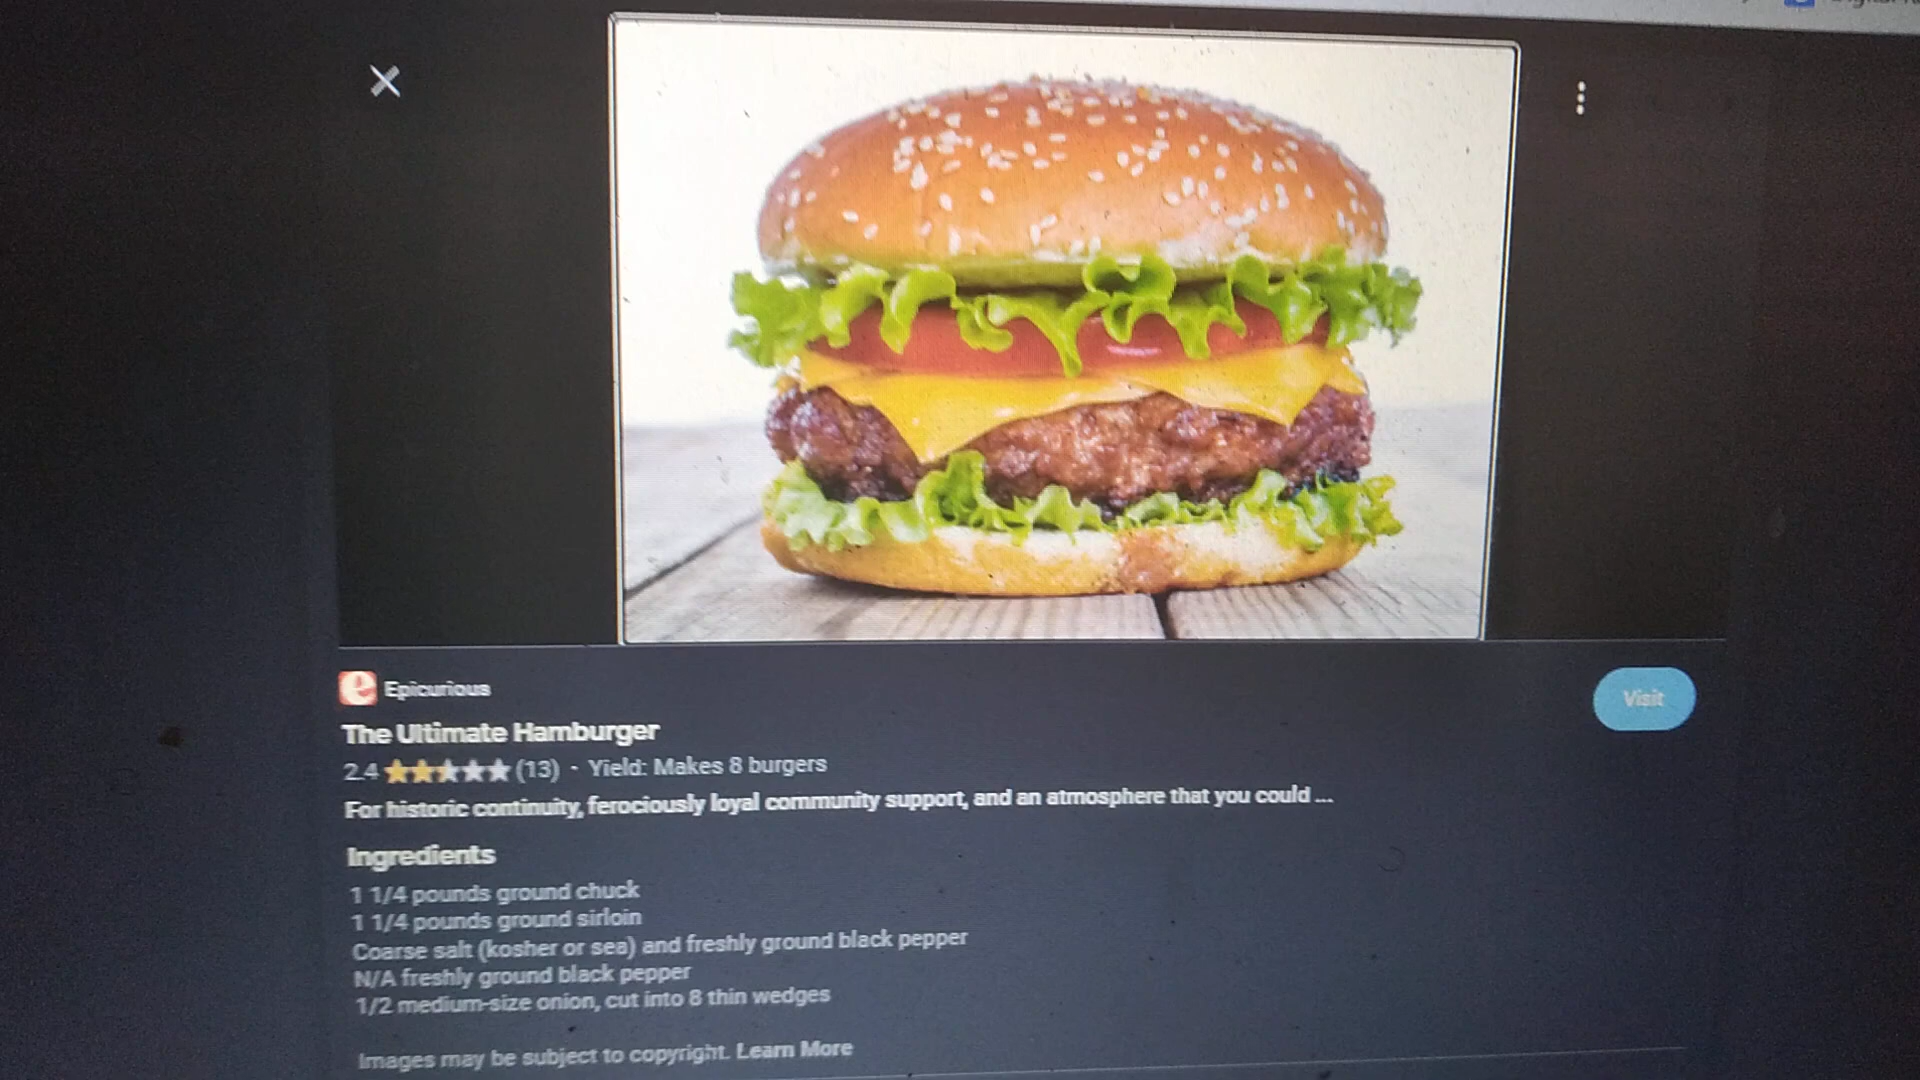 Epicurious
Visit
The Ultimate Hamburger
2.4 (13) · Yield: Makes 8 burgers
For historic continuity, ferociously loyal community support, and an atmosphere that you could ...
Ingredients
1 1/4 pounds ground chuck
1 1/4 pounds ground sirloin
Coarse salt (kosher or sea) and freshly ground black pepper
N/A freshly ground black pepper
1/2 medium-size onion, cut into 8 thin wedges
Images may be subject to copyright. Learn More